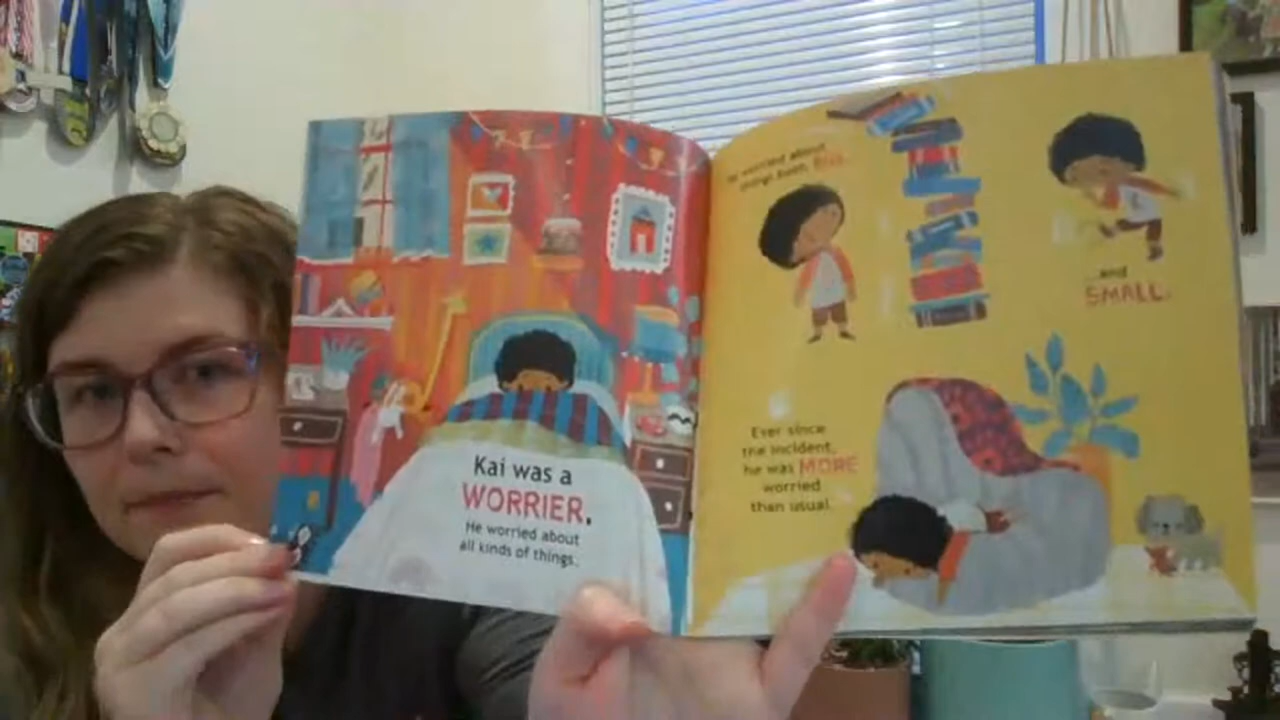 Kai was a
WORRIER.
He worried about
all kinds of things.
He worried about
things both, BIG...
...and
SMALL.
Ever since
the incident,
he was MORE
worried
than usual.